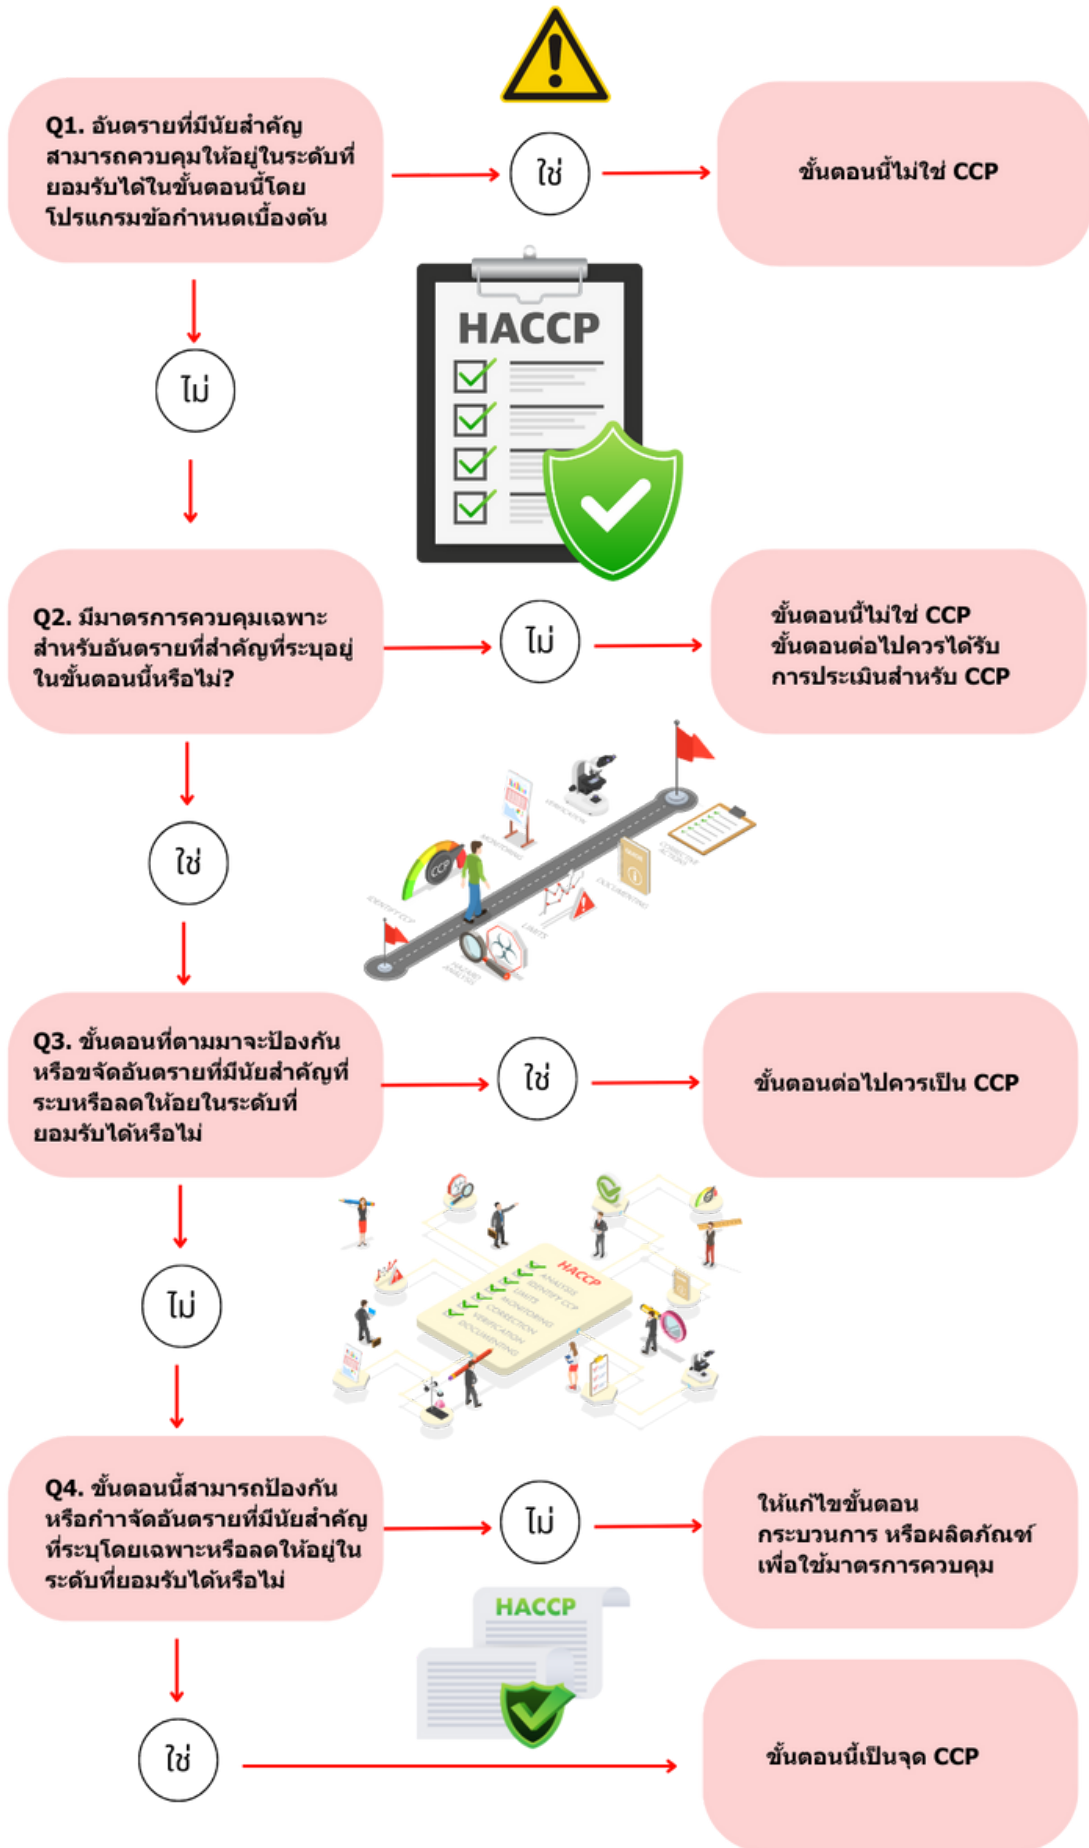 Q1. อันตรายที่มีนัยสำคัญ
สามารถควบคุมให้อยู่ในระดับที่
ยอมรับได้ในขั้นตอนนี้โดย
โปรแกรมข้อกำหนดเบื้องต้น
ใช่
ขั้นตอนนี้ไม่ใช่ CCP
HACCP
ไม่
Q2. มีมาตรการควบคุมเฉพาะ
สำหรับอันตรายที่สำคัญที่ระบุอยู่
ในขั้นตอนนี้หรือไม่?
ไม่
ขั้นตอนนี้ไม่ใช่ CCP
ขั้นตอนต่อไปควรได้รับ
การประเมินสำหรับ CCP
ใช่
VERIFICATION
MONITORING
CCP
IDENTIFY CCP
CORRECTIVE
ACTIONS
DOCUMENTING
LIMITS
HAZARD
ANALYSIS
Q3. ขั้นตอนที่ตามมาจะป้องกัน
หรือขจัดอันตรายที่มีนัยสำคัญที่
ระบหรือลดให้อยในระดับที่
ยอมรับได้หรือไม่
ใช่
ขั้นตอนต่อไปควรเป็น CCP
ไม่
HACCP
ANALYSIS
IDENTIFY CCP
LIMITS
MONITORING
CORRECTION
VERIFICATION
DOCUMENTING
Q4. ขั้นตอนนี้สามารถป้องกัน
หรือกำาจัดอันตรายที่มีนัยสำคัญ
ที่ระบุโดยเฉพาะหรือลดให้อยู่ใน
ระดับที่ยอมรับได้หรือไม่
ไม่
ให้แก้ไขขั้นตอน
กระบวนการ หรือผลิตภัณฑ์
เพื่อใช้มาตรการควบคุม
HACCP
ใช่
ขั้นตอนนี้เป็นจุด CCP